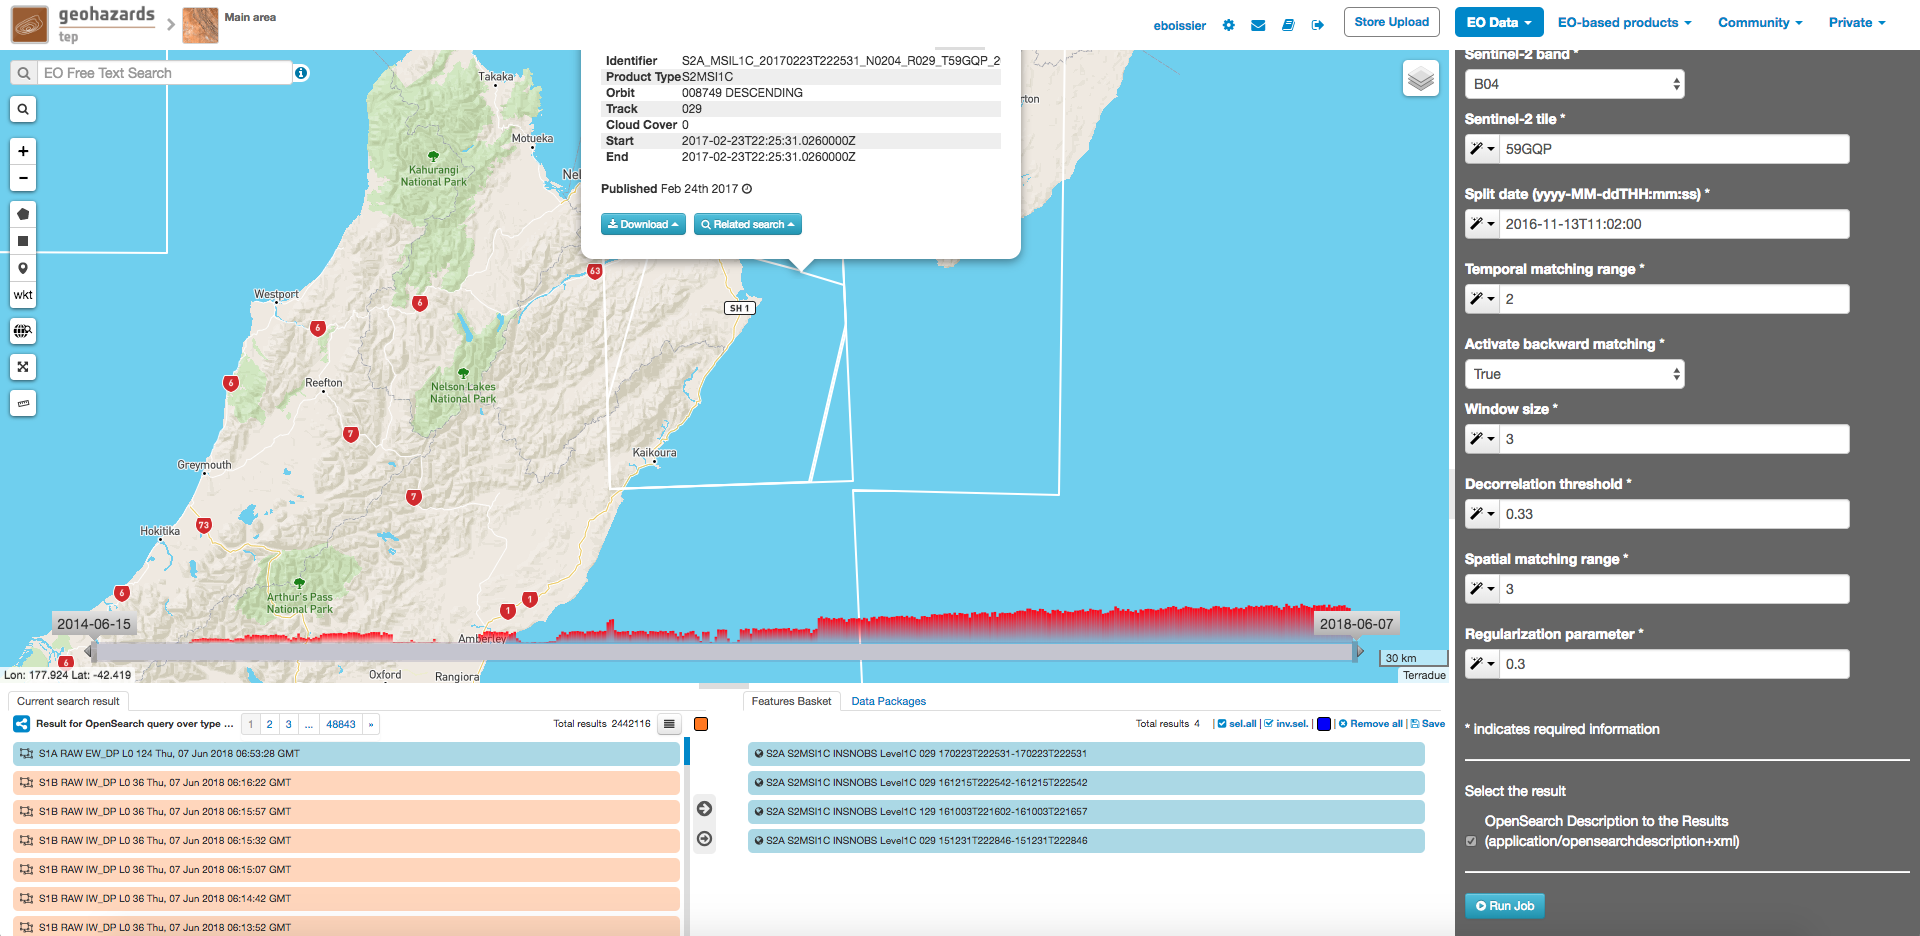 geohazards
tep
Main area
eboissier
Store Upload
EO Data
EO-based products
Community
Private
EO Free Text Search
+
−
wkt
Identifier S2A_MSIL1C_20170223T222531_N0204_R029_T59GQP_2
Product Type S2MSI1C
Orbit 008749 DESCENDING
Track 029
Cloud Cover 0
Start 2017-02-23T22:25:31.0260000Z
End 2017-02-23T22:25:31.0260000Z
Published Feb 24th 2017
Download
Related search
Takaka
Motueka
Nel
rton
Kahurangi
National Park
63
6
Westport
SH 1
6
6
Reefton
Nelson Lakes
National Park
7
Kaikoura
Greymouth
7
73
Hokitika
Arthur's Pass
National Park
6
1
1
2014-06-15
2018-06-07
Amberley
6
30 km
Lon: 177.924 Lat: -42.419
Oxford
Rangiora
Terradue
Sentinel-2 band *
B04
Sentinel-2 tile *
59GQP
Split date (yyyy-MM-ddTHH:mm:ss) *
2016-11-13T11:02:00
Temporal matching range *
2
Activate backward matching *
True
Window size *
3
Decorrelation threshold *
0.33
Spatial matching range *
3
Regularization parameter *
0.3
* Indicates required information
Select the result
OpenSearch Description to the Results
(application/opensearchdescription+xml)
Run Job
Current search result
Result for OpenSearch query over type ...
1 2 3 ... 48843 »
Total results 2442116
S1A RAW EW_DP L0 124 Thu, 07 Jun 2018 06:53:28 GMT
S1B RAW IW_DP L0 36 Thu, 07 Jun 2018 06:16:22 GMT
S1B RAW IW_DP L0 36 Thu, 07 Jun 2018 06:15:57 GMT
S1B RAW IW_DP L0 36 Thu, 07 Jun 2018 06:15:32 GMT
S1B RAW IW_DP L0 36 Thu, 07 Jun 2018 06:15:07 GMT
S1B RAW IW_DP L0 36 Thu, 07 Jun 2018 06:14:42 GMT
S1B RAW IW_DP L0 36 Thu, 07 Jun 2018 06:13:52 GMT
Features Basket
Data Packages
Total results 4 | sel.all | inv.sel. | | Remove all | Save
S2A S2MSI1C INSNOBS Level1C 029 170223T222531-170223T222531
S2A S2MSI1C INSNOBS Level1C 029 161215T222542-161215T222542
S2A S2MSI1C INSNOBS Level1C 129 161003T221602-161003T221657
S2A S2MSI1C INSNOBS Level1C 029 151231T222846-151231T222846